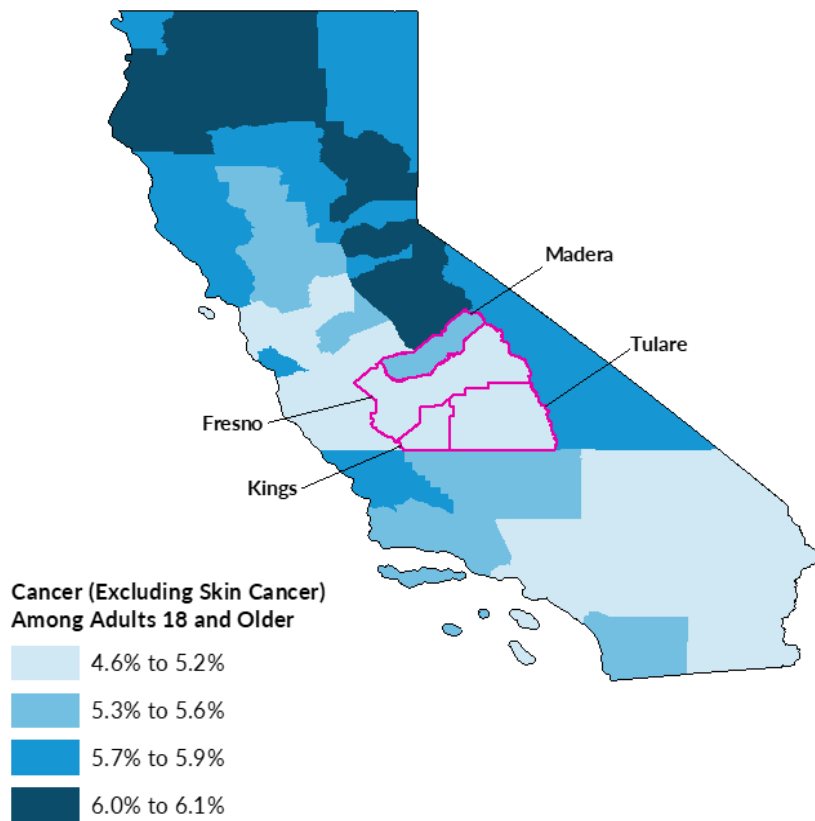 Madera
Tulare
Fresno
Kings
Cancer (Excluding Skin Cancer)
Among Adults 18 and Older
4.6% to 5.2%
5.3% to 5.6%
5.7% to 5.9%
6.0% to 6.1%